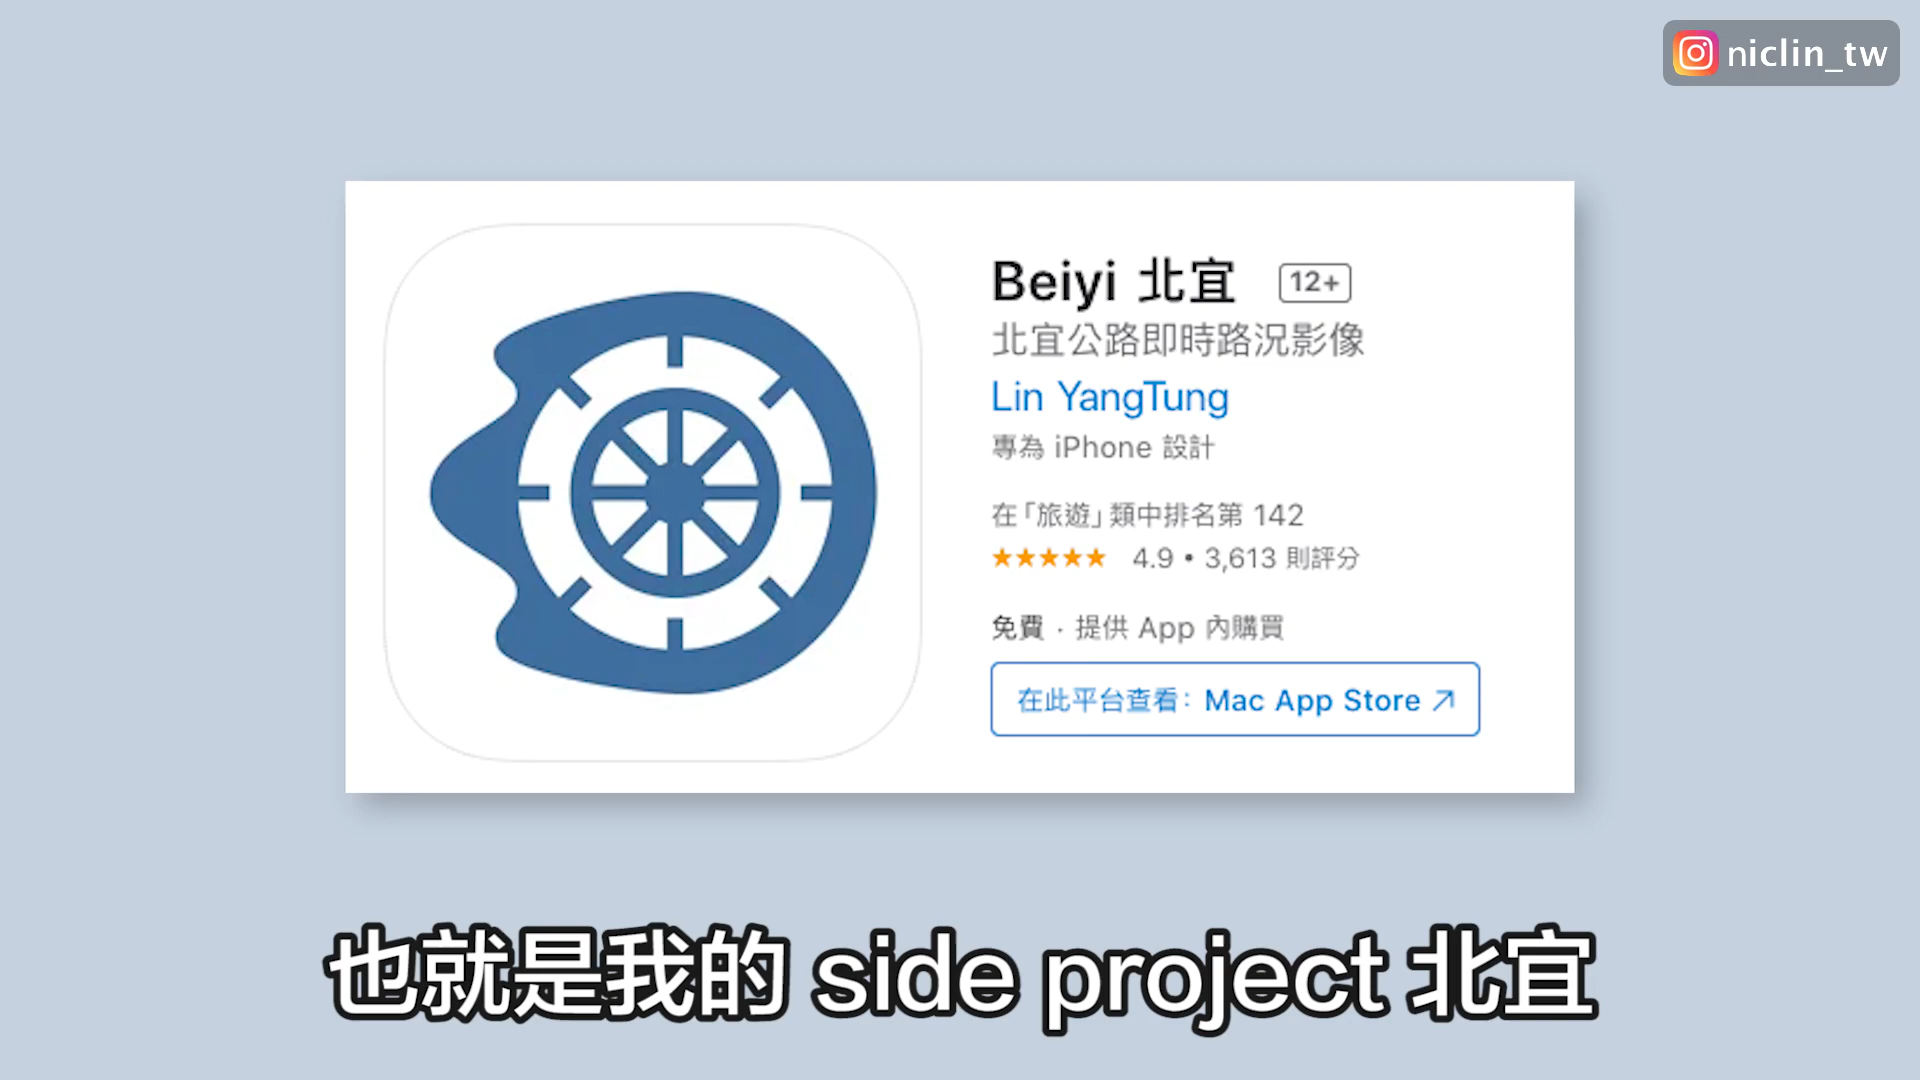 niclin_tw
Beiyi 北宜 12+
北宜公路即時路況影像
Lin YangTung
專為 iPhone 設計
在「旅遊」類中排名第 142
★★★★★ 4.9 • 3,613 則評分
免費 · 提供 App 內購買
在此平台查看：Mac App Store ↗
也就是我的 side project 北宜